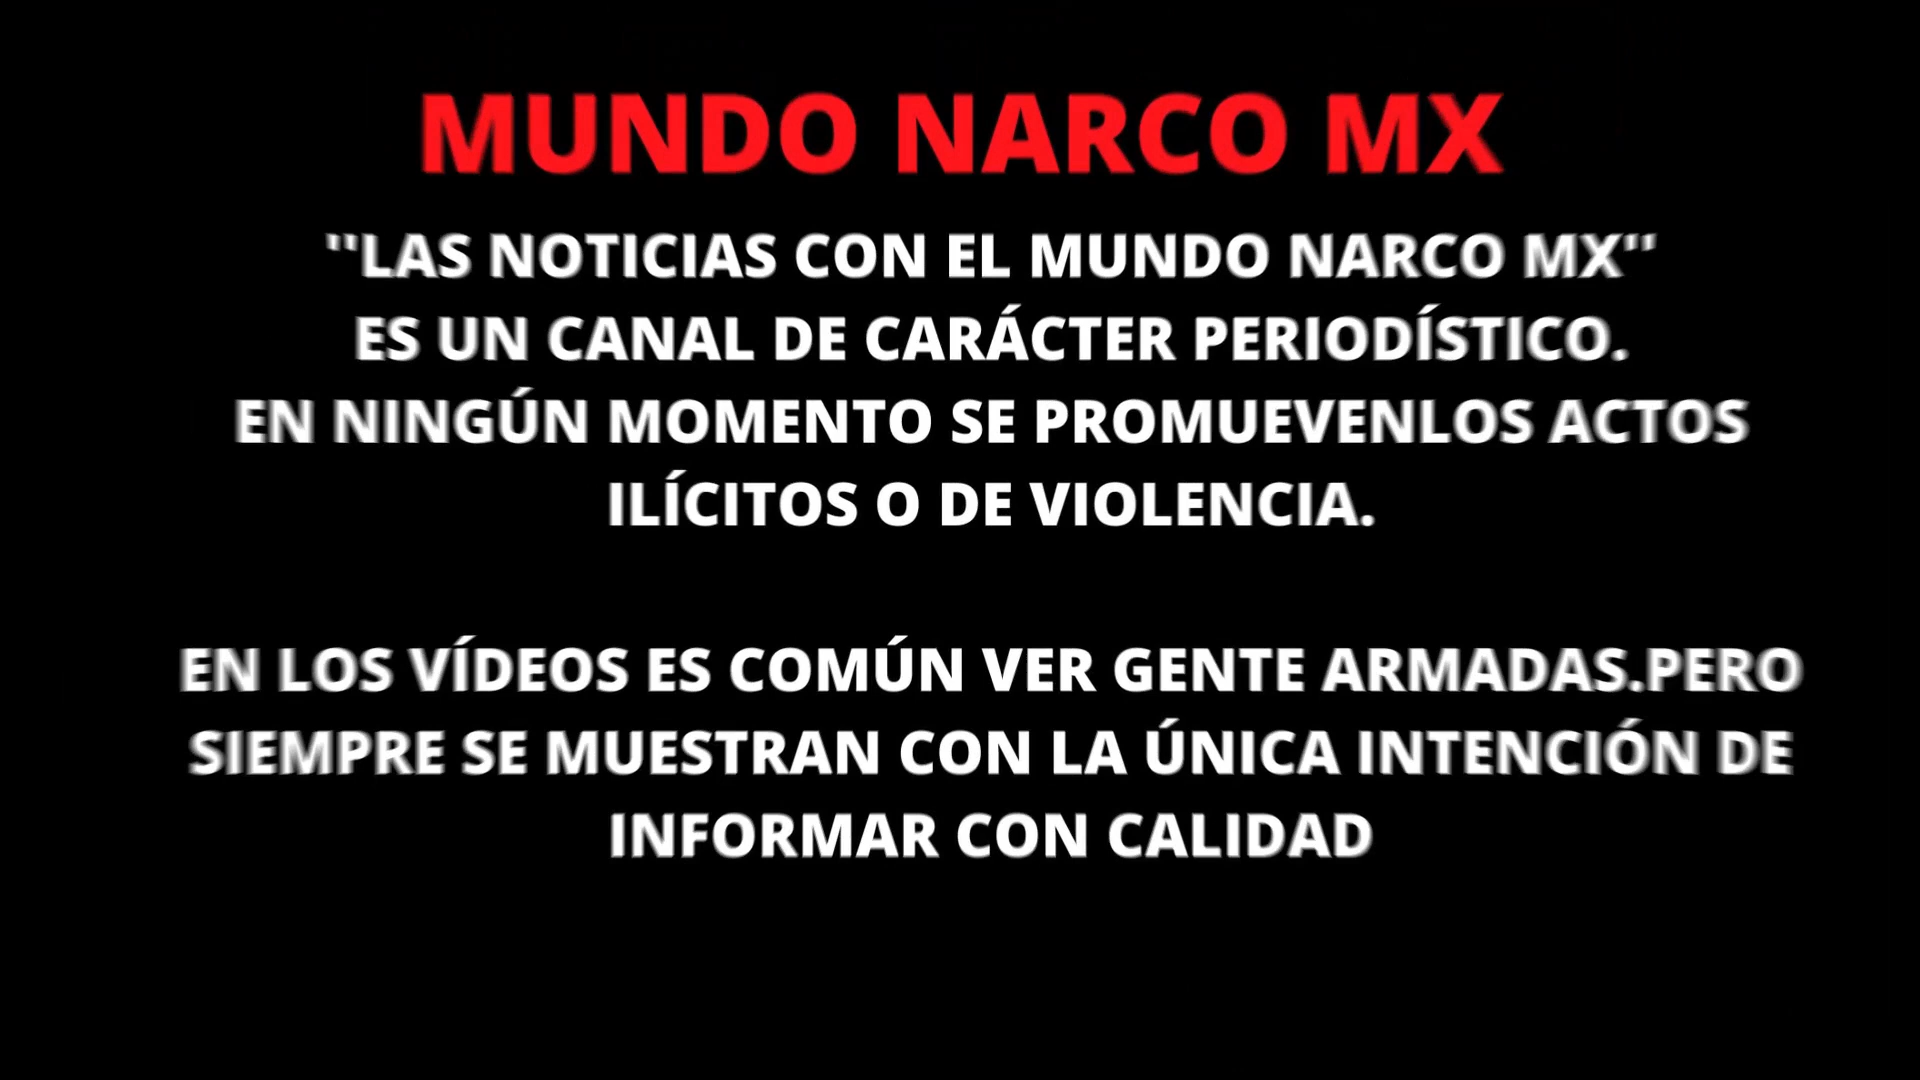 MUNDO NARCO MX
"LAS NOTICIAS CON EL MUNDO NARCO MX"
ES UN CANAL DE CARÁCTER PERIODÍSTICO.
EN NINGÚN MOMENTO SE PROMUEVENLOS ACTOS
ILÍCITOS O DE VIOLENCIA.
EN LOS VÍDEOS ES COMÚN VER GENTE ARMADAS.PERO
SIEMPRE SE MUESTRAN CON LA ÚNICA INTENCIÓN DE
INFORMAR CON CALIDAD